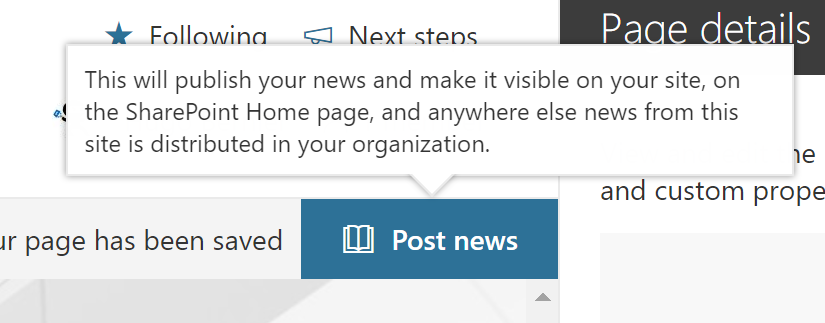 Following
Next steps
Page details
This will publish your news and make it visible on your site, on
the SharePoint Home page, and anywhere else news from this
site is distributed in your organization.
and custom prope
ur page has been saved
Post news